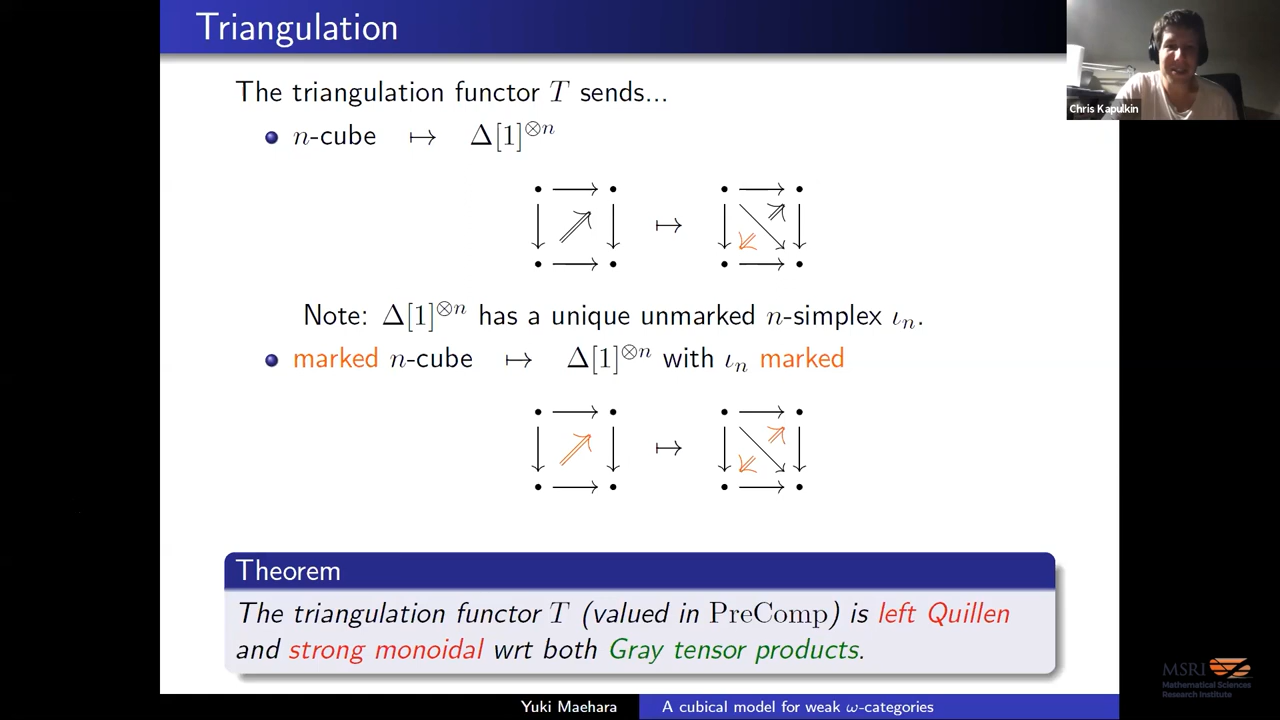 Triangulation
Chris Kapulkin
The triangulation functor T sends...
n-cube ↦ Δ[1]^{⊗n}
↦
Note: Δ[1]^{⊗n} has a unique unmarked n-simplex ι_n.
marked n-cube ↦ Δ[1]^{⊗n} with ι_n marked
↦
Theorem
The triangulation functor T (valued in PreComp) is left Quillen
and strong monoidal wrt both Gray tensor products.
MSRI
Mathematical Sciences
Research Institute
Yuki Maehara A cubical model for weak ω-categories